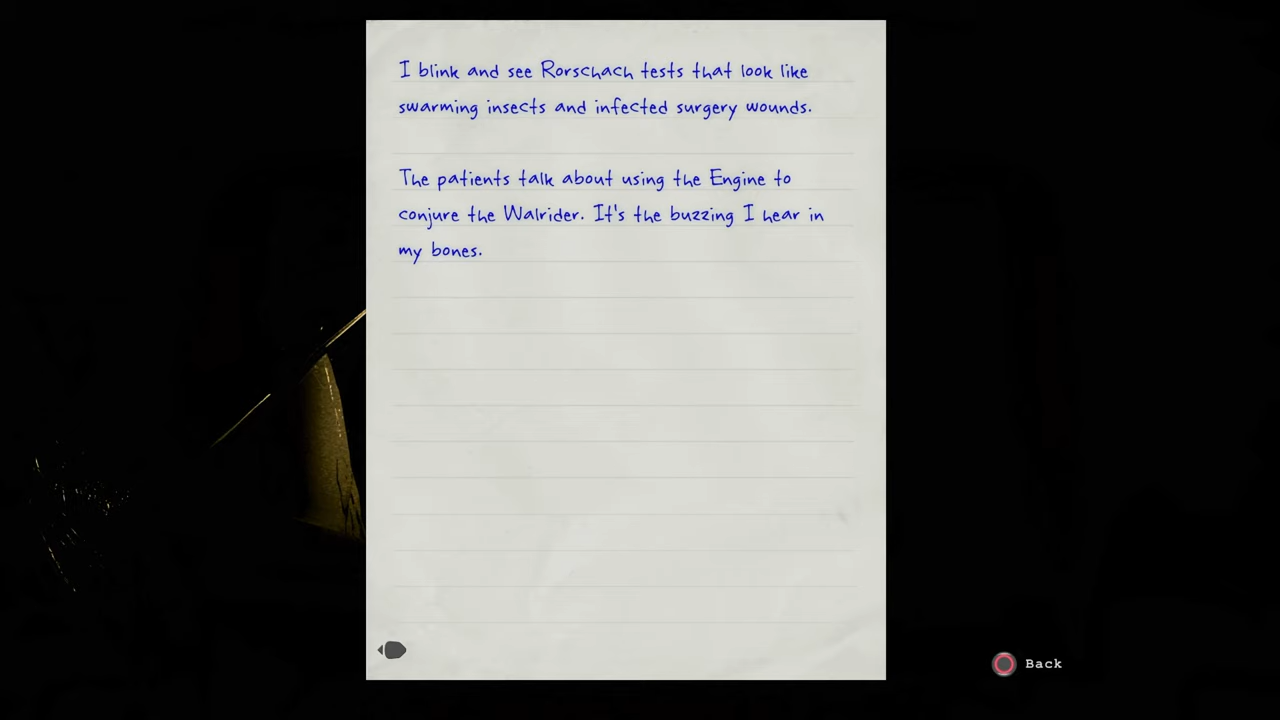 I blink and see Rorschach tests that look like
swarming insects and infected surgery wounds.
The patients talk about using the Engine to
conjure the Walrider. It's the buzzing I hear in
my bones.
Back